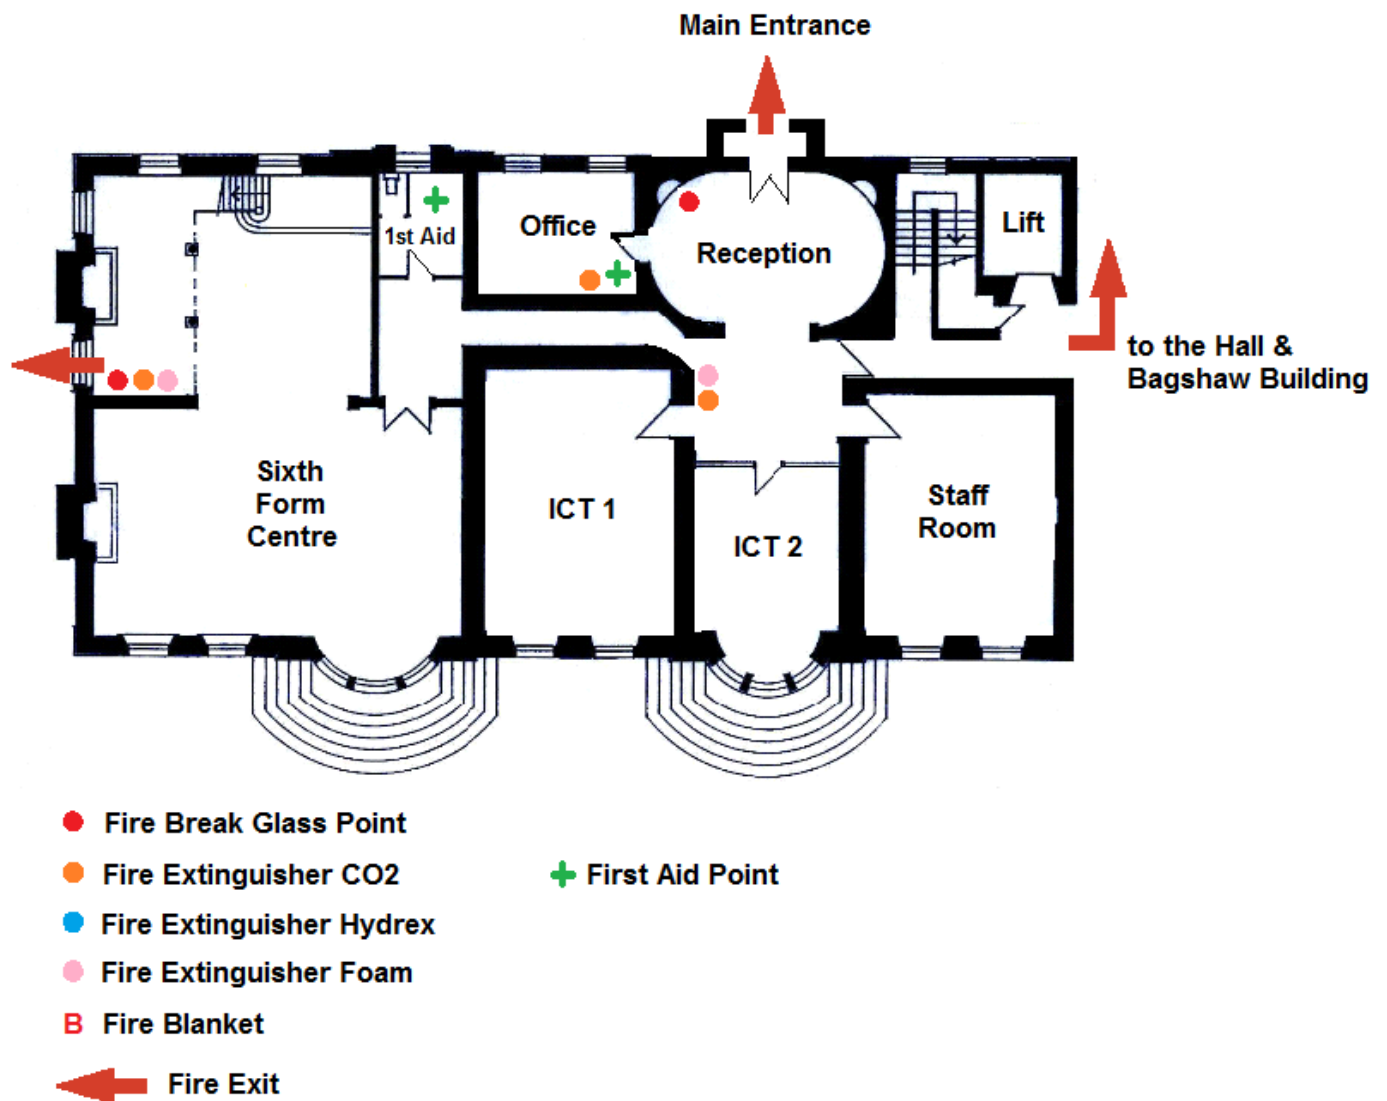 Main Entrance
1st Aid
Office
Reception
Lift
to the Hall &
Bagshaw Building
Sixth
Form
Centre
ICT 1
ICT 2
Staff
Room
Fire Break Glass Point
Fire Extinguisher CO2
First Aid Point
Fire Extinguisher Hydrex
Fire Extinguisher Foam
B Fire Blanket
Fire Exit